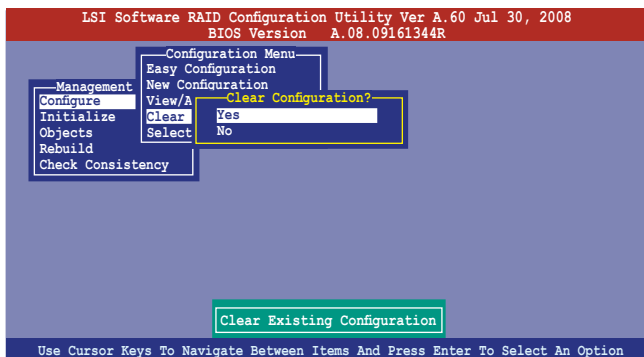 LSI Software RAID Configuration Utility Ver A.60 Jul 30, 2008
BIOS Version A.08.09161344R
Configuration Menu
Easy Configuration
New Configuration
View/A
Clear
Select
Management
Configure
Initialize
Objects
Rebuild
Check Consistency
Clear Configuration?
Yes
No
Clear Existing Configuration
Use Cursor Keys To Navigate Between Items And Press Enter To Select An Option